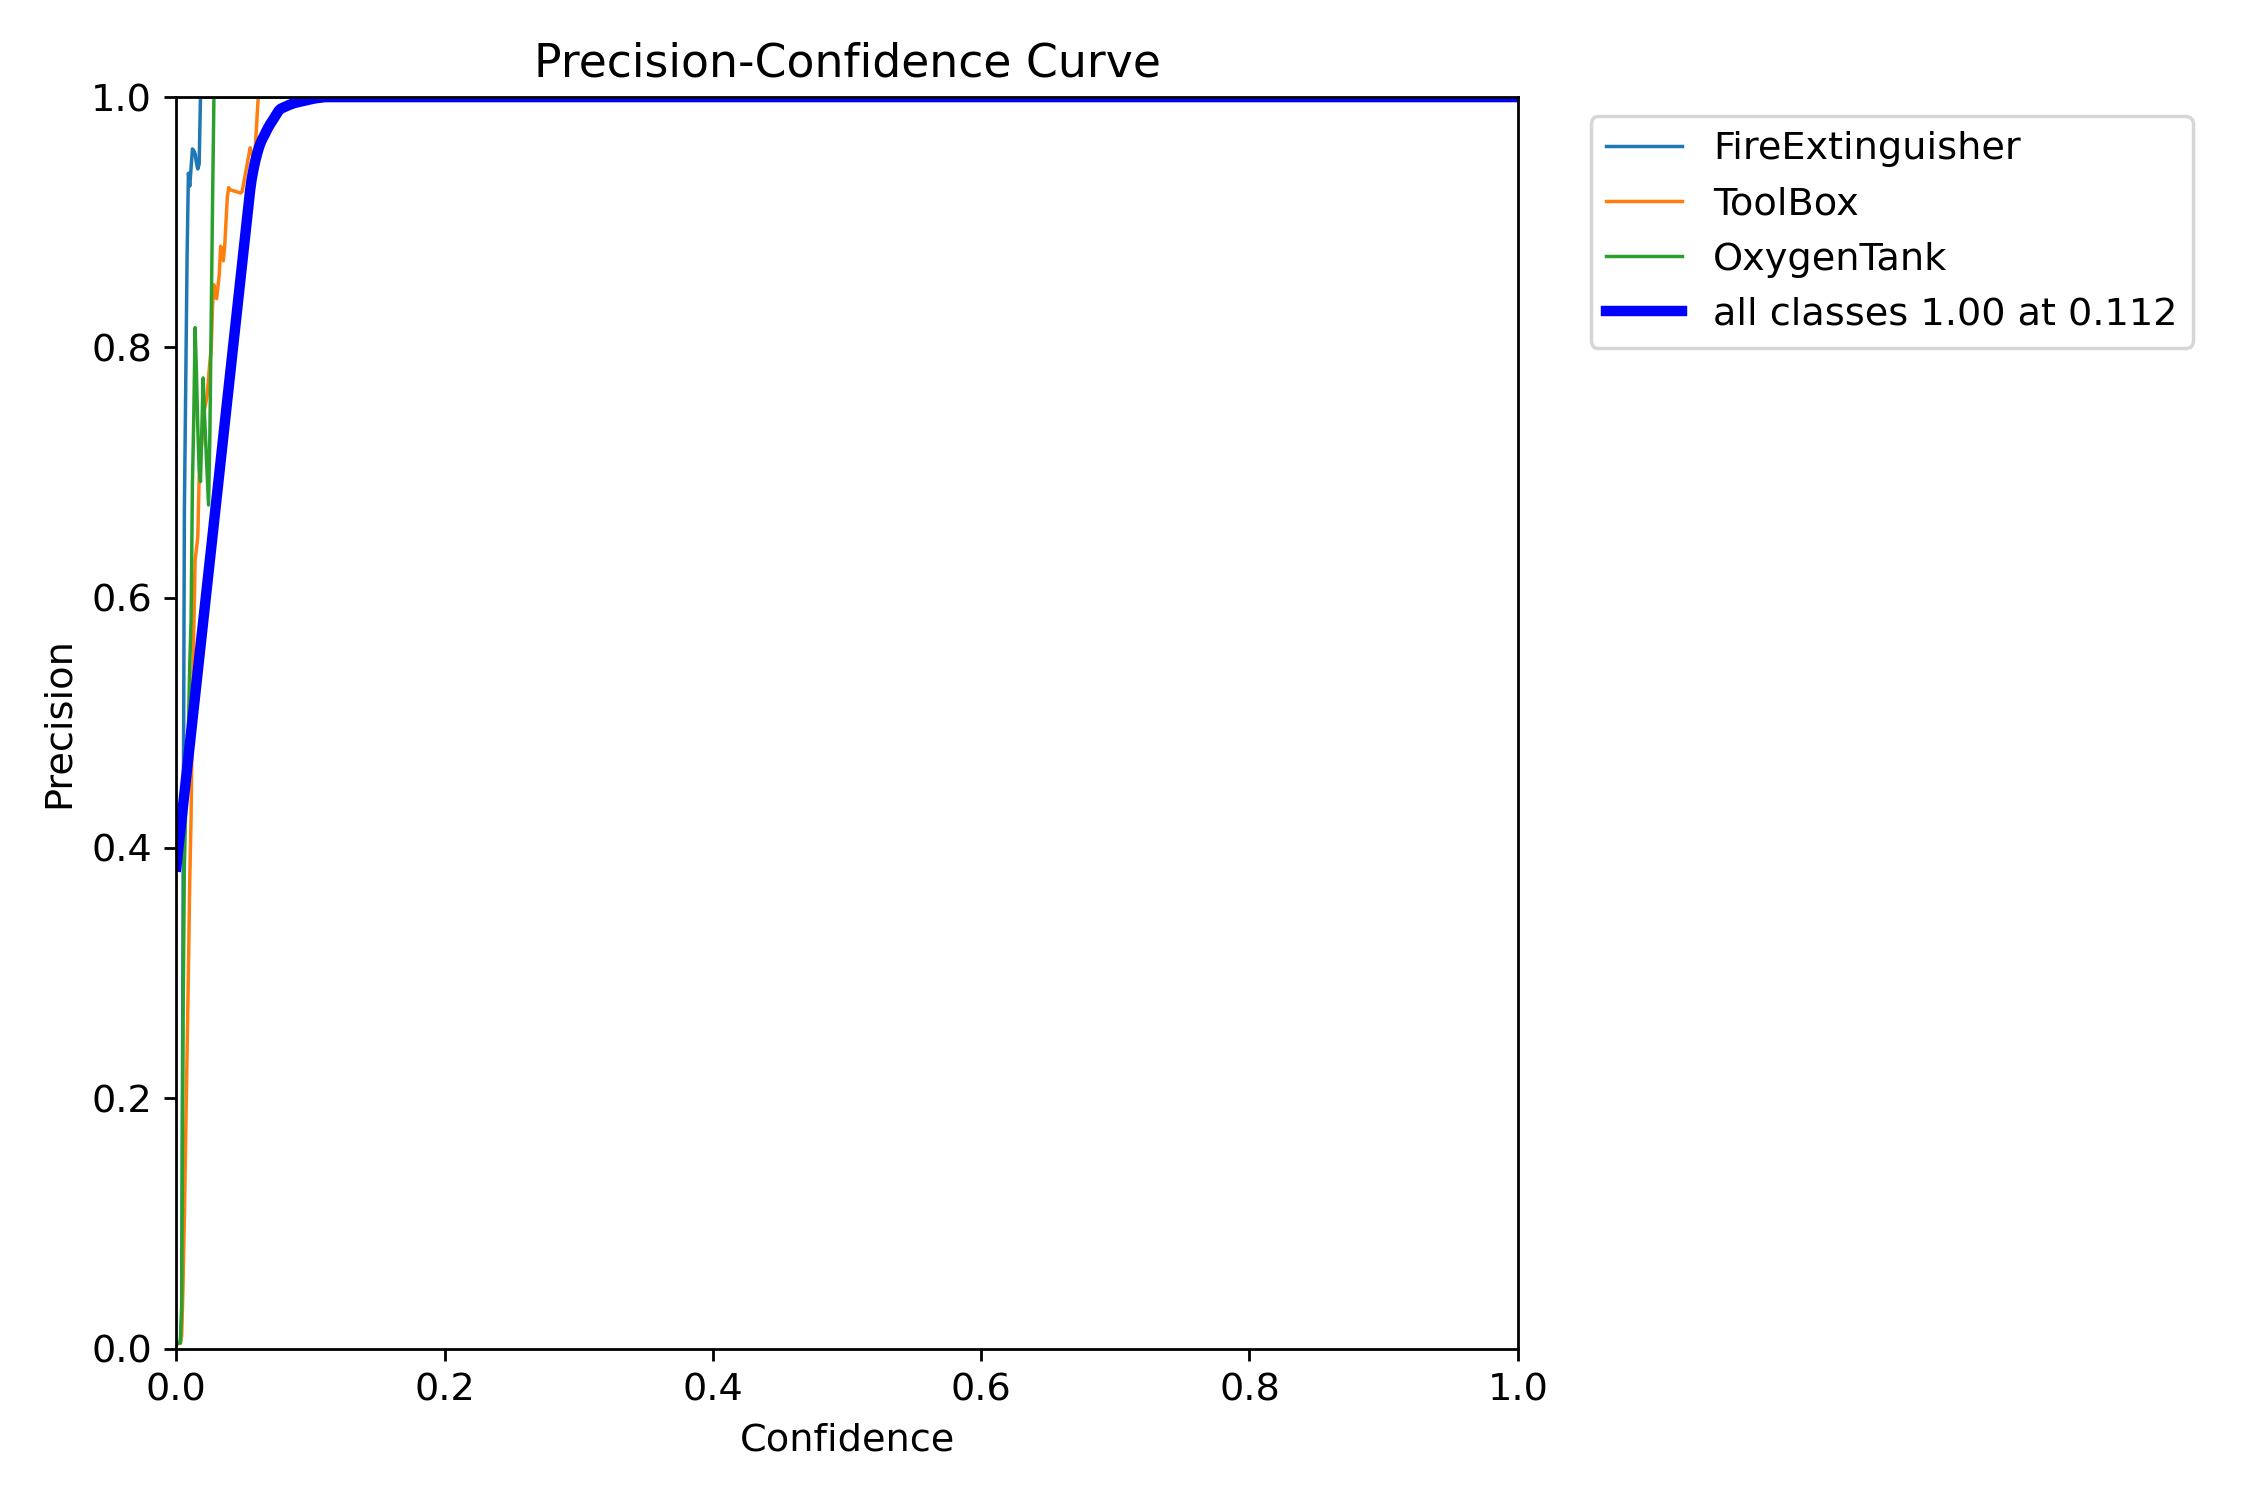 Precision-Confidence Curve
1.0
0.8
0.6
0.4
0.2
0.0
Precision
0.0 0.2 0.4 0.6 0.8 1.0
Confidence
FireExtinguisher
ToolBox
OxygenTank
all classes 1.00 at 0.112